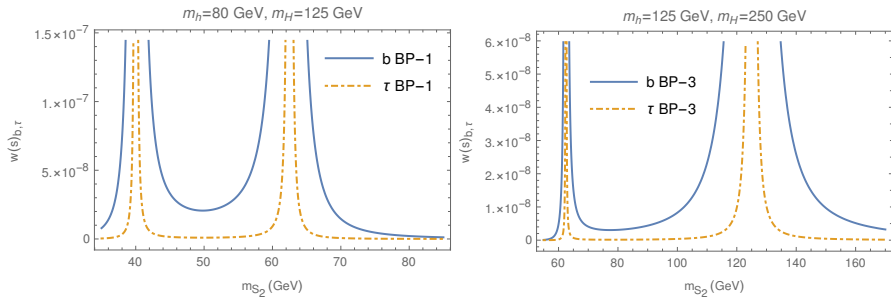 m_h=80 GeV, m_H=125 GeV
1.5×10⁻⁷
1.×10⁻⁷
5.×10⁻⁸
0
w(s)_b,τ
b BP−1
τ BP−1
40 50 60 70 80
m_S₂(GeV)
m_h=125 GeV, m_H=250 GeV
6.×10⁻⁸
5.×10⁻⁸
4.×10⁻⁸
3.×10⁻⁸
2.×10⁻⁸
1.×10⁻⁸
0
w(s)_b,τ
b BP−3
τ BP−3
60 80 100 120 140 160
m_S₂(GeV)